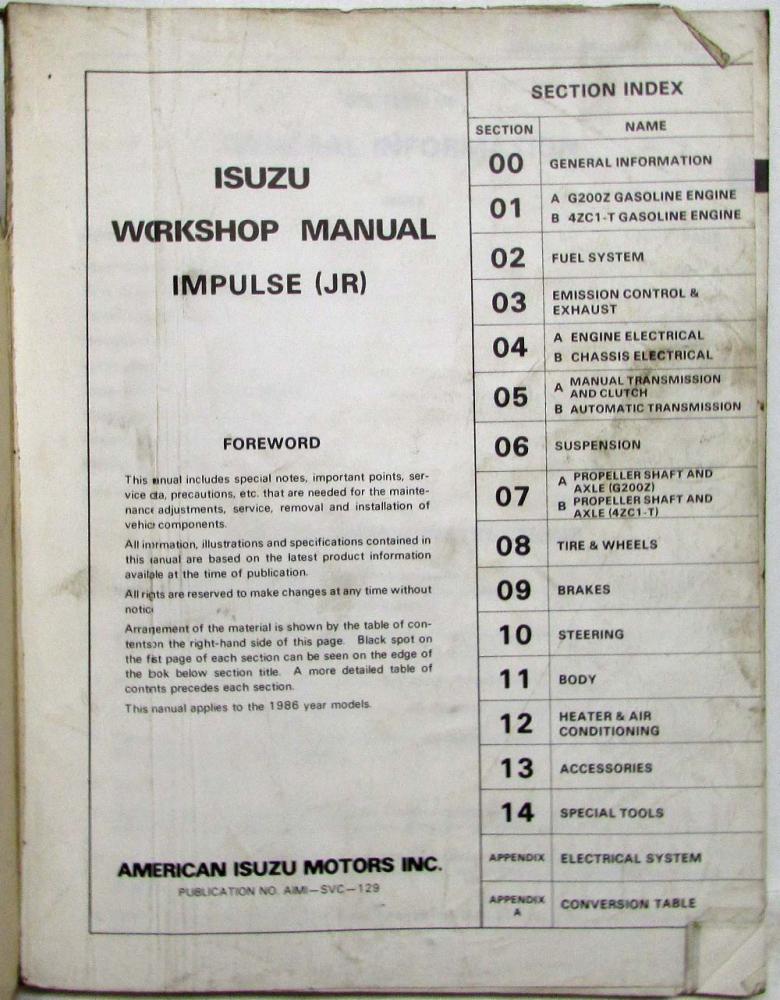 ISUZU
WORKSHOP MANUAL
IMPULSE (JR)
FOREWORD
This manual includes special notes, important points, ser-
vice data, precautions, etc. that are needed for the mainte-
nance adjustments, service, removal and installation of
vehicle components.
All information, illustrations and specifications contained in
this manual are based on the latest product information
available at the time of publication.
All rights are reserved to make changes at any time without
notice
Arrangement of the material is shown by the table of con-
tents on the right-hand side of this page. Black spot on
the first page of each section can be seen on the edge of
the book below section title. A more detailed table of
contents precedes each section.
This manual applies to the 1986 year models.
AMERICAN ISUZU MOTORS INC.
PUBLICATION NO. AIMI—SVC—129
SECTION INDEX
SECTION NAME
00 GENERAL INFORMATION
01 A G200Z GASOLINE ENGINE
B 4ZC1-T GASOLINE ENGINE
02 FUEL SYSTEM
03 EMISSION CONTROL &
EXHAUST
04 A ENGINE ELECTRICAL
B CHASSIS ELECTRICAL
05 A MANUAL TRANSMISSION
AND CLUTCH
B AUTOMATIC TRANSMISSION
06 SUSPENSION
07 A PROPELLER SHAFT AND
AXLE (G200Z)
B PROPELLER SHAFT AND
AXLE (4ZC1-T)
08 TIRE & WHEELS
09 BRAKES
10 STEERING
11 BODY
12 HEATER & AIR
CONDITIONING
13 ACCESSORIES
14 SPECIAL TOOLS
APPENDIX ELECTRICAL SYSTEM
APPENDIX A CONVERSION TABLE